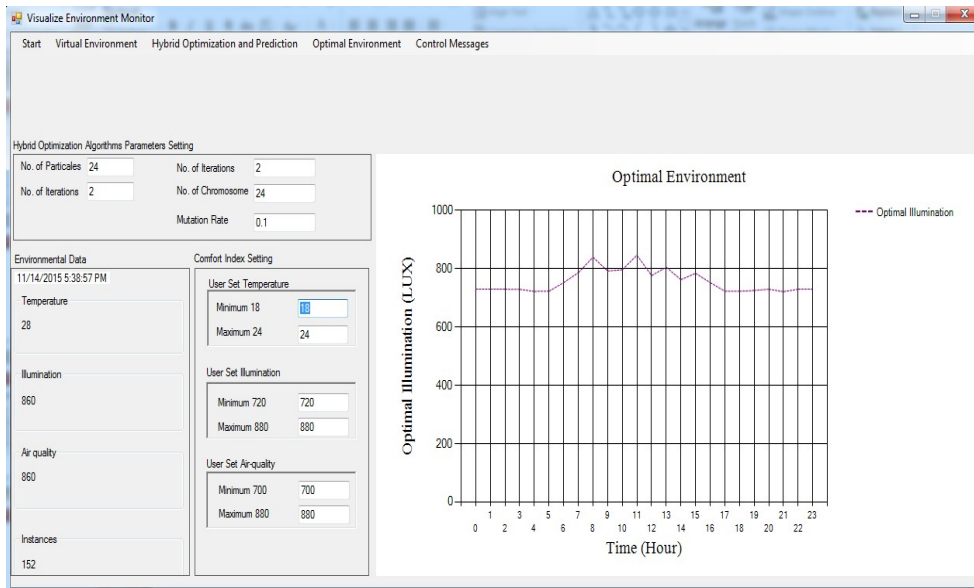 Visualize Environment Monitor
Start Virtual Environment Hybrid Optimization and Prediction Optimal Environment Control Messages
Hybrid Optimization Algorithms Parameters Setting
No. of Particales 24 No. of Iterations 2
No. of Iterations 2 No. of Chromosome 24
Mutation Rate 0.1
Environmental Data
11/14/2015 5:38:57 PM
Temperature
28
Illumination
860
Air quality
860
Instances
152
Comfort Index Setting
User Set Temperature
Minimum 18 18
Maximum 24 24
User Set Illumination
Minimum 720 720
Maximum 880 880
User Set Air-quality
Minimum 700 700
Maximum 880 880
Optimal Environment
Optimal Illumination
Optimal Illumination (LUX)
1000
800
600
400
200
0
1 3 5 7 9 11 13 15 17 19 21 23
0 2 4 6 8 10 12 14 16 18 20 22
Time (Hour)